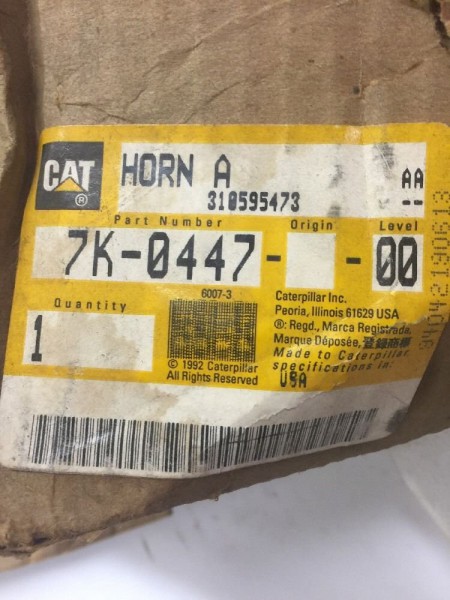 CAT ®
HORN A
AA
310595473
--
Part Number
Origin
Level
7K-0447-
-00
6007-3
Quantity
1
Caterpillar Inc.
Peoria, Illinois 61629 USA
®: Regd., Marca Registrada,
Marque Déposée, 登録商標
Made to Caterpillar
specifications in:
USA
© 1992 Caterpillar
All Rights Reserved